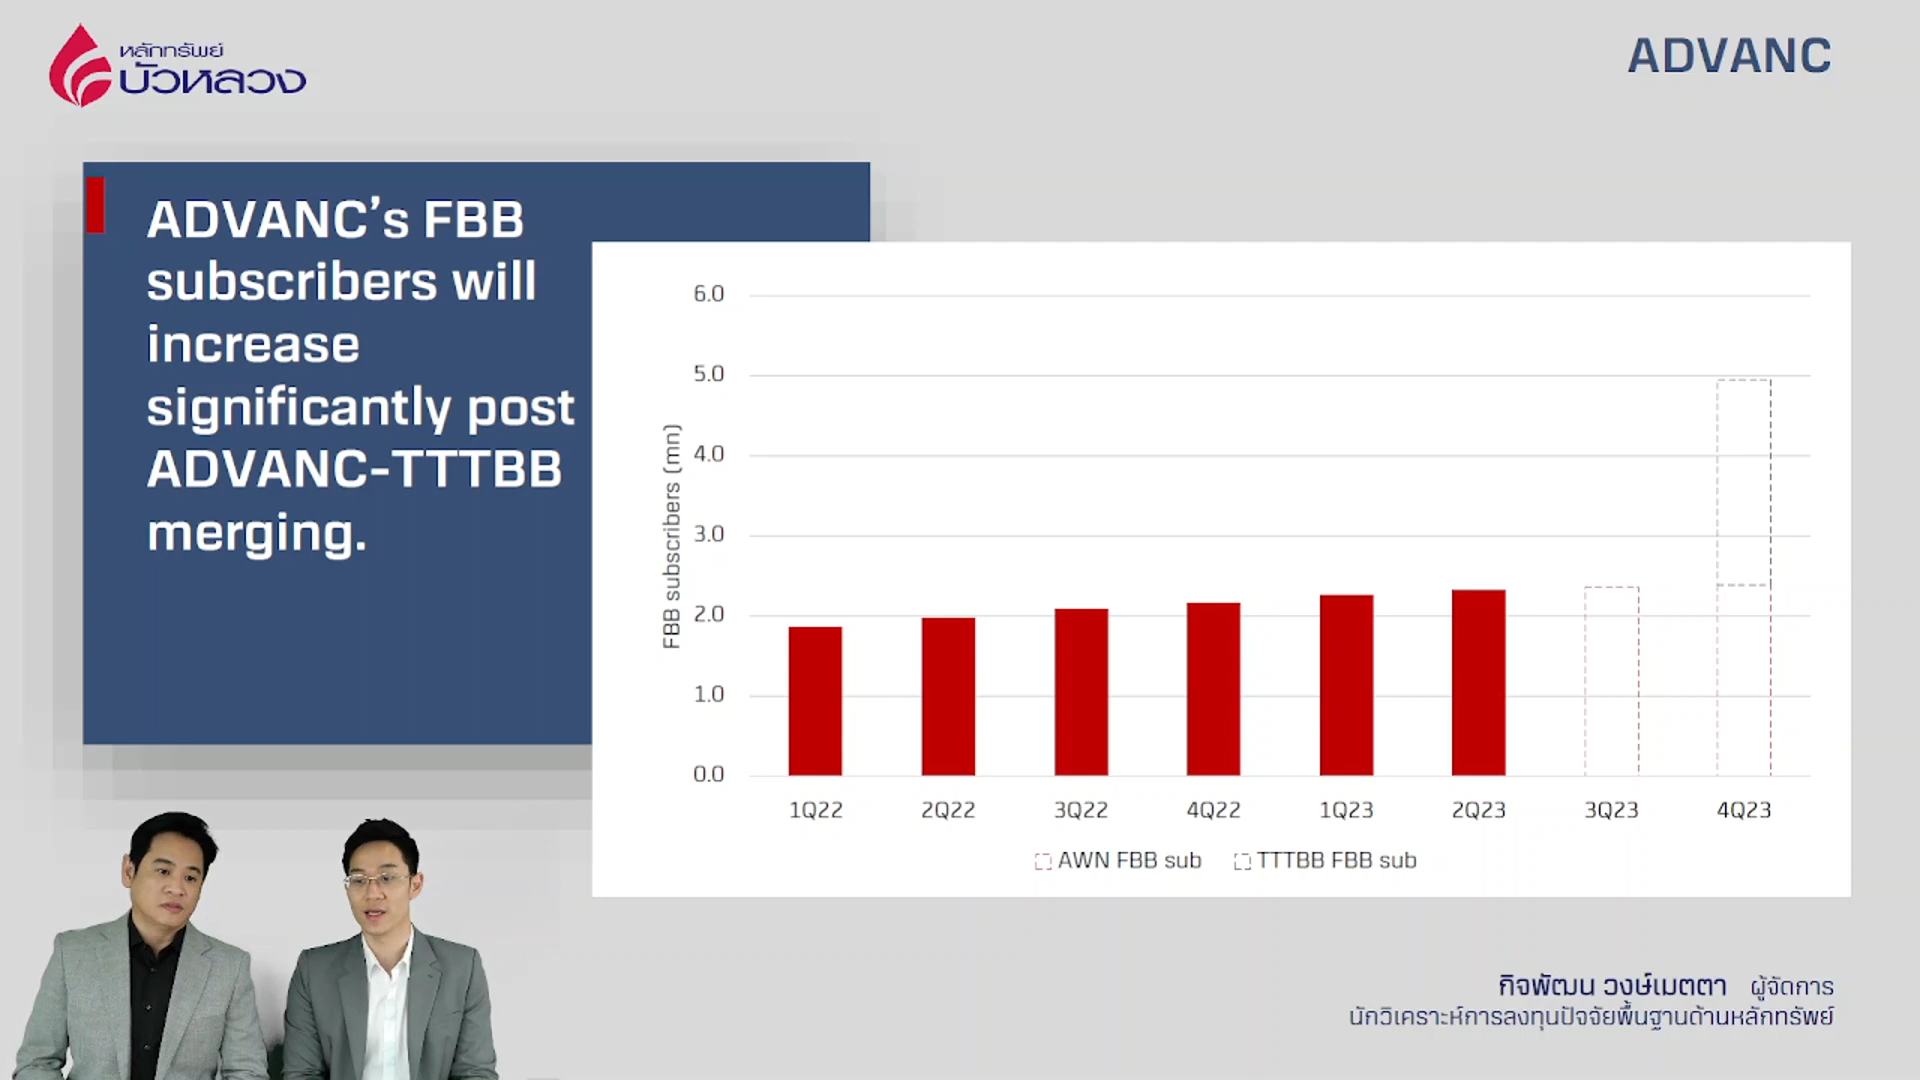 หลักทรัพย์
บัวหลวง
ADVANC
ADVANC’s FBB
subscribers will
increase
significantly post
ADVANC-TTTBB
merging.
FBB subscribers (mn)
6.0
5.0
4.0
3.0
2.0
1.0
0.0
1Q22 2Q22 3Q22 4Q22 1Q23 2Q23 3Q23 4Q23
AWN FBB sub TTTBB FBB sub
กิจพัฒน วงษ์เมตตา ผู้จัดการ
นักวิเคราะห์การลงทุนปัจจัยพื้นฐานด้านหลักทรัพย์